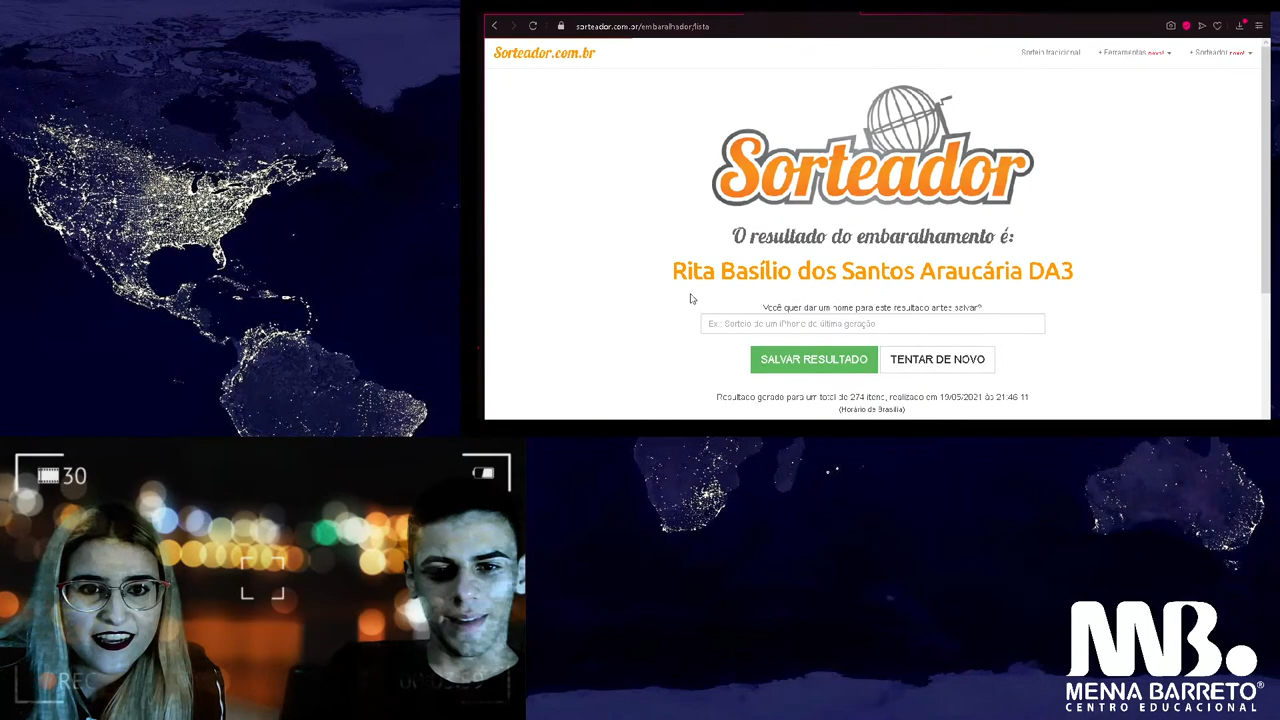 sorteador.com.br/embaralhador/lista
Sorteador.com.br
Sorteio tradicional
+ Ferramentas novo!
+ Sorteador novo!
Sorteador
O resultado do embaralhamento é:
Rita Basílio dos Santos Araucária DA3
Você quer dar um nome para este resultado antes salvar?
Ex.: Sorteio de um iPhone de última geração
SALVAR RESULTADO
TENTAR DE NOVO
Resultado gerado para um total de 274 itens, realizado em 19/05/2021 às 21:46:11
(Horário de Brasília)
30
REC
MB.
MENNA BARRETO®
CENTRO EDUCACIONAL